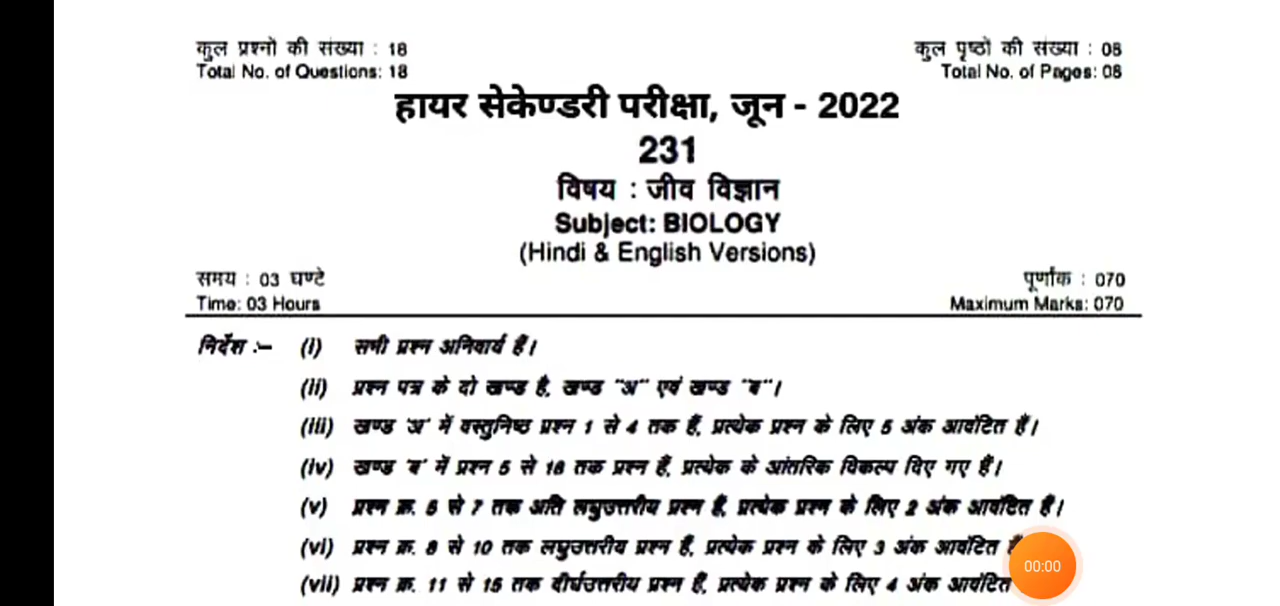 कुल प्रश्नों की संख्या : 18
Total No. of Questions: 18
कुल पृष्ठों की संख्या : 08
Total No. of Pages: 08
हायर सेकेण्डरी परीक्षा, जून - 2022
231
विषय : जीव विज्ञान
Subject: BIOLOGY
(Hindi & English Versions)
समय : 03 घण्टे
Time: 03 Hours
पूर्णांक : 070
Maximum Marks: 070
निर्देश :– (i) सभी प्रश्न अनिवार्य हैं।
(ii) प्रश्न पत्र के दो खण्ड है, खण्ड "अ" एवं खण्ड "ब"।
(iii) खण्ड 'अ' में वस्तुनिष्ठ प्रश्न 1 से 4 तक हैं, प्रत्येक प्रश्न के लिए 5 अंक आवंटित हैं।
(iv) खण्ड 'ब' में प्रश्न 5 से 18 तक प्रश्न हैं, प्रत्येक के आंतरिक विकल्प दिए गए हैं।
(v) प्रश्न क्र. 5 से 7 तक अति लघुउत्तरीय प्रश्न हैं, प्रत्येक प्रश्न के लिए 2 अंक आवंटित हैं।
(vi) प्रश्न क्र. 8 से 10 तक लघुउत्तरीय प्रश्न हैं, प्रत्येक प्रश्न के लिए 3 अंक आवंटित हैं
(vii) प्रश्न क्र. 11 से 15 तक दीर्घउत्तरीय प्रश्न हैं, प्रत्येक प्रश्न के लिए 4 अंक आवंटित
00:00